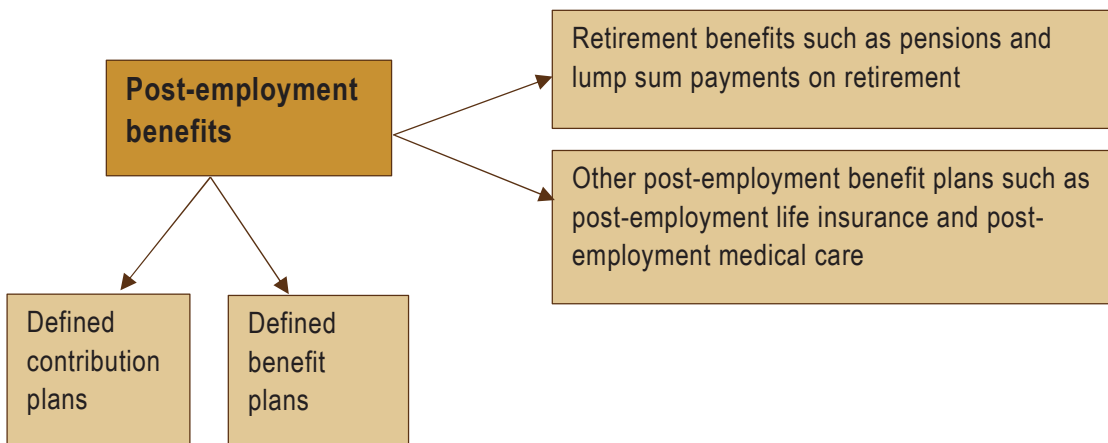 Post-employment
benefits
Retirement benefits such as pensions and
lump sum payments on retirement
Other post-employment benefit plans such as
post-employment life insurance and post-
employment medical care
Defined
contribution
plans
Defined
benefit
plans